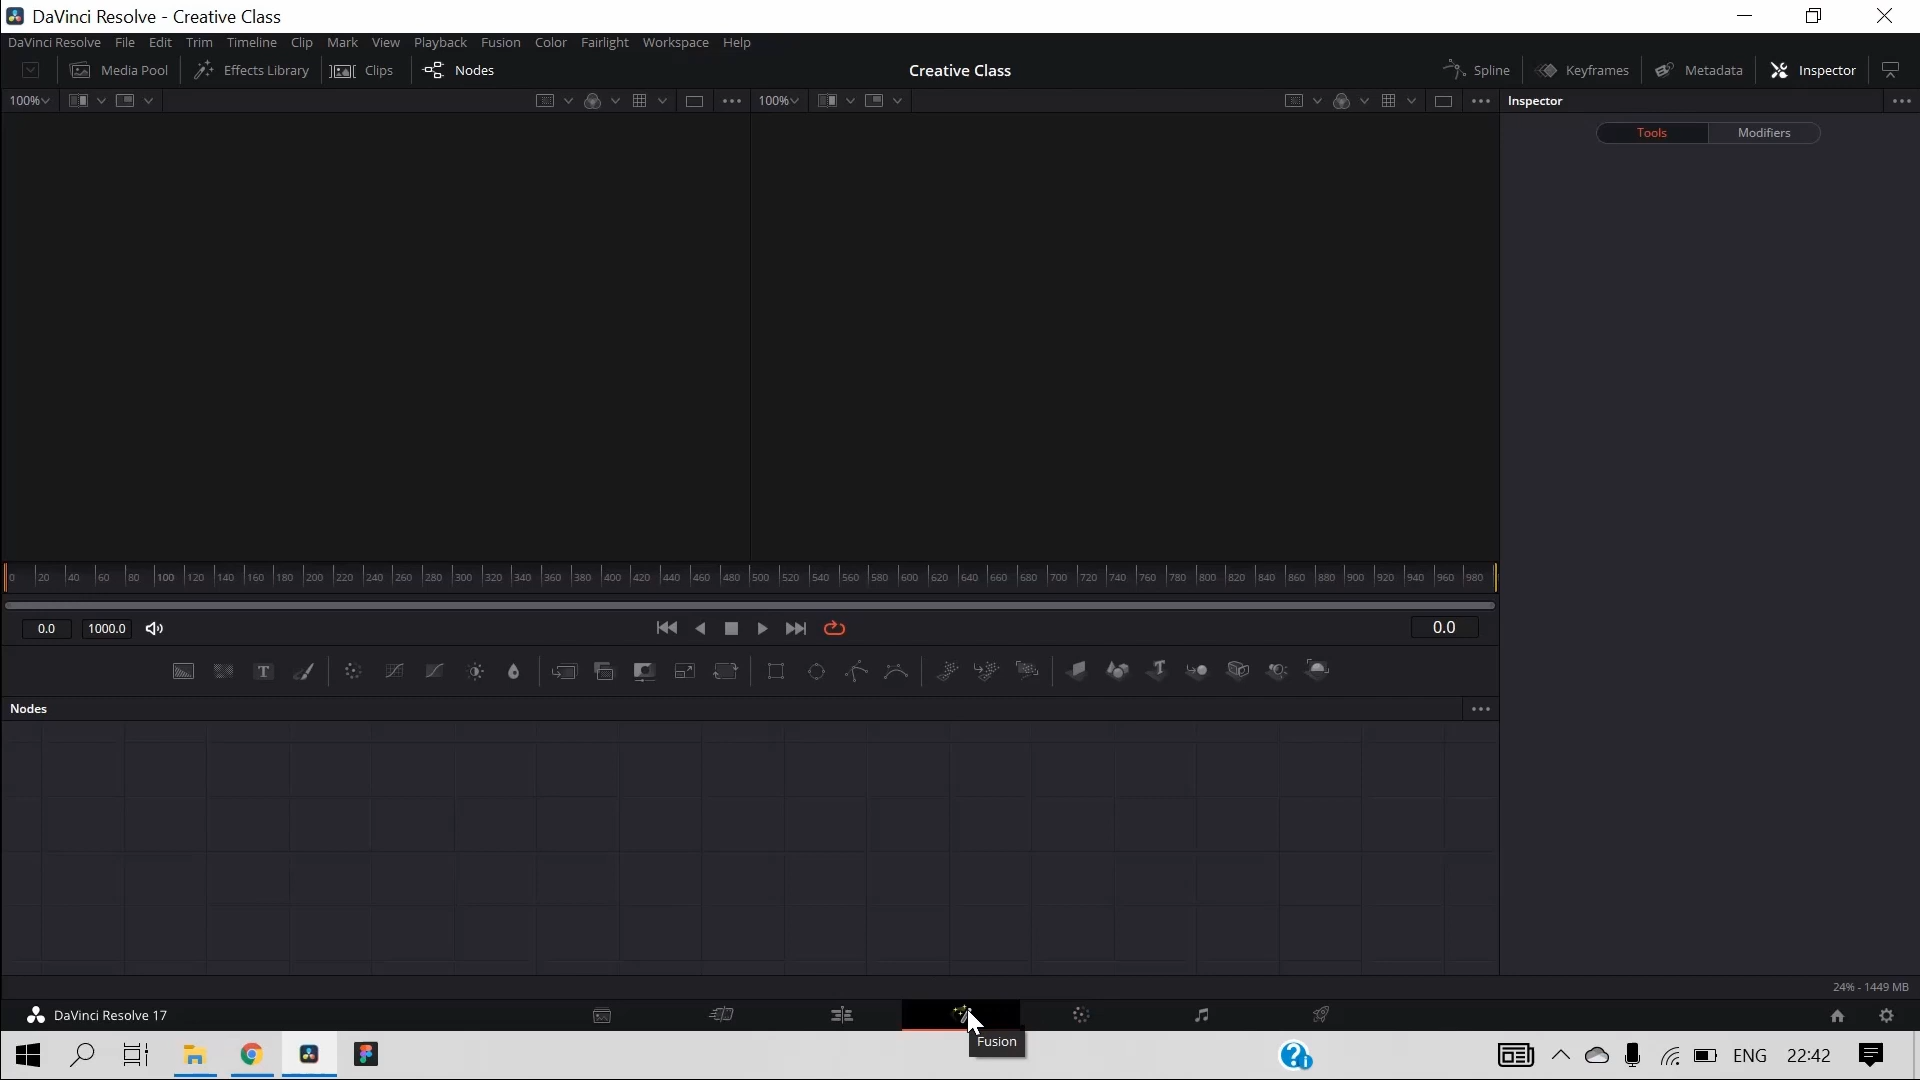 DaVinci Resolve - Creative Class
DaVinci Resolve File Edit Trim Timeline Clip Mark View Playback Fusion Color Fairlight Workspace Help
Media Pool Effects Library Clips Nodes Creative Class Spline Keyframes Metadata Inspector
100% 100% Inspector
Tools Modifiers
0 20 40 60 80 100 120 140 160 180 200 220 240 260 280 300 320 340 360 380 400 420 440 460 480 500 520 540 560 580 600 620 640 660 680 700 720 740 760 780 800 820 840 860 880 900 920 940 960 980
0.0 1000.0 0.0
T T
Nodes
24% - 1449 MB
DaVinci Resolve 17
Fusion
ENG 22:42